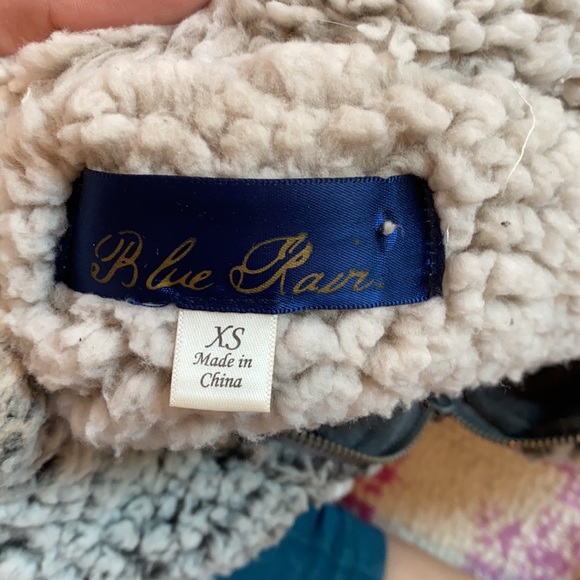 Blue Rain
XS
Made in
China